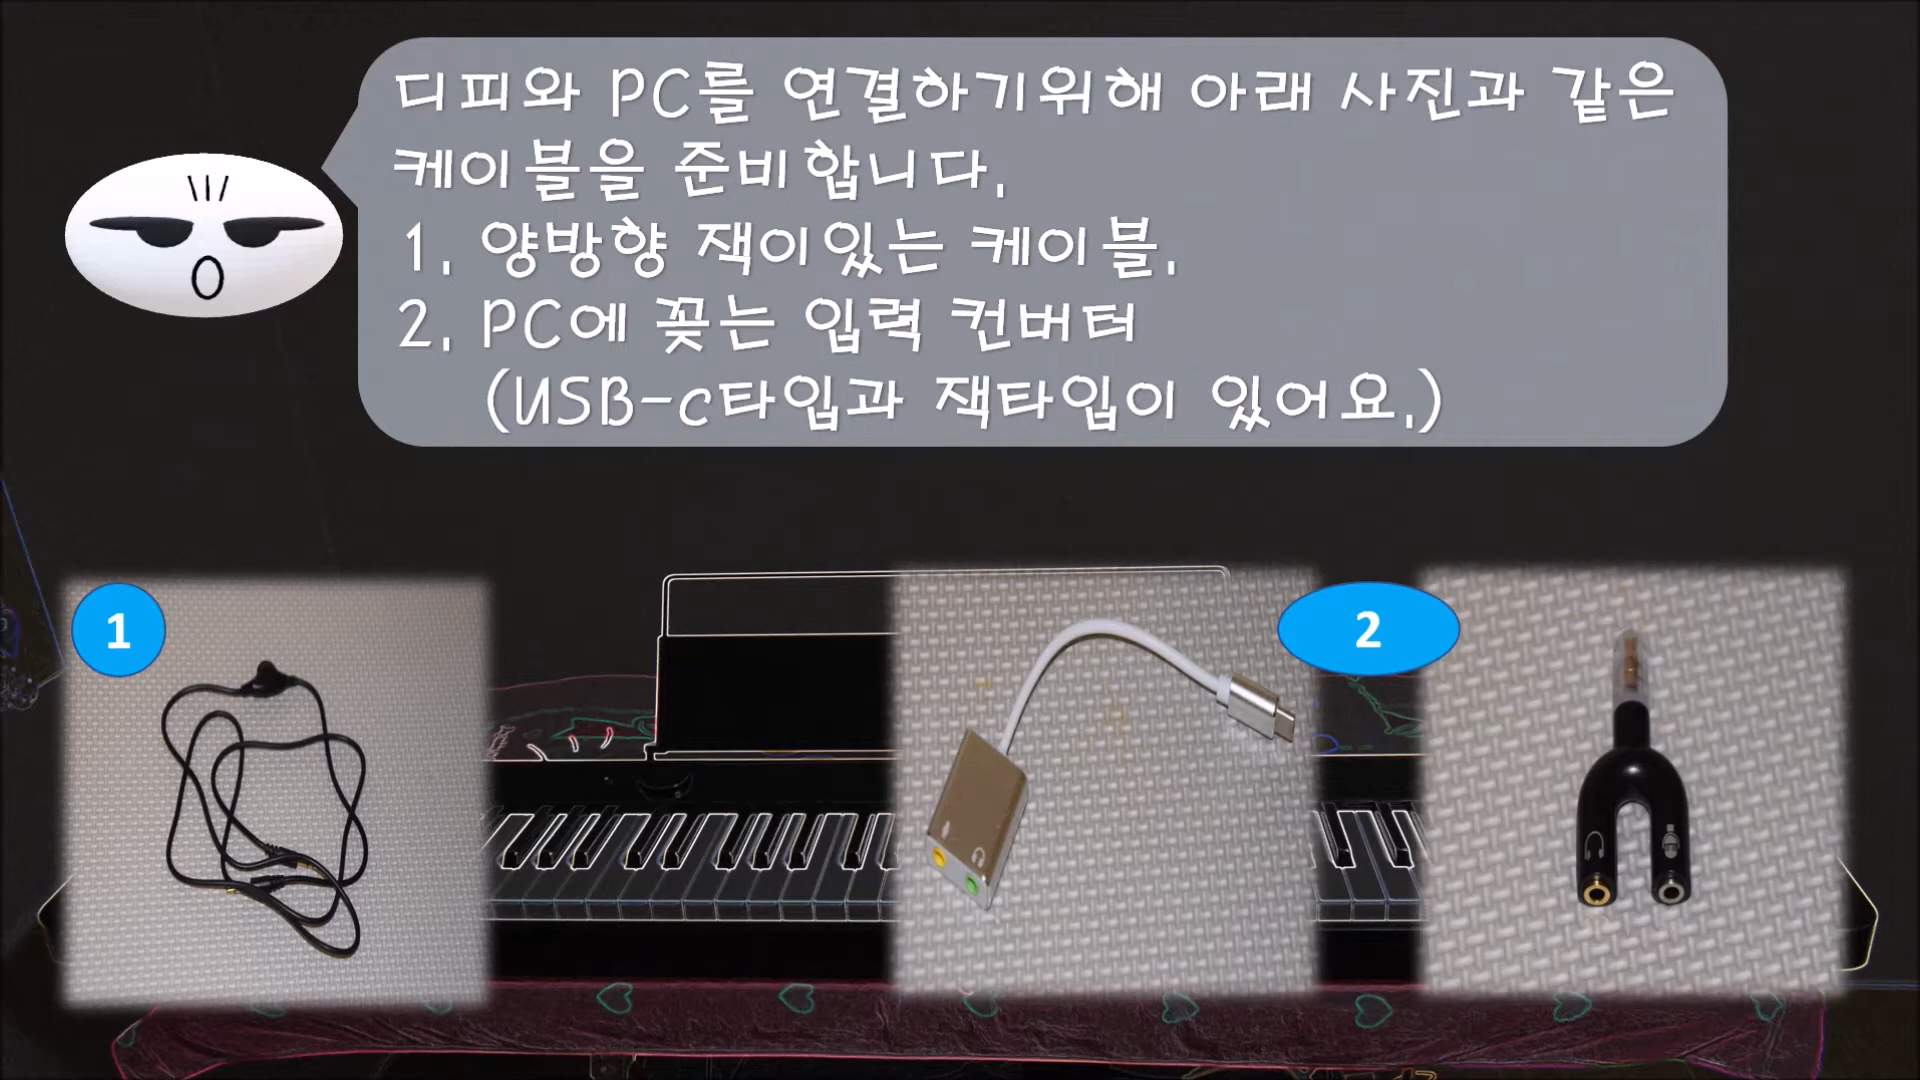 디피와 PC를 연결하기위해 아래 사진과 같은
케이블을 준비합니다.
1. 양방향 잭이있는 케이블.
2. PC에 꽂는 입력 컨버터
(USB-c타입과 잭타입이 있어요.)
1
2